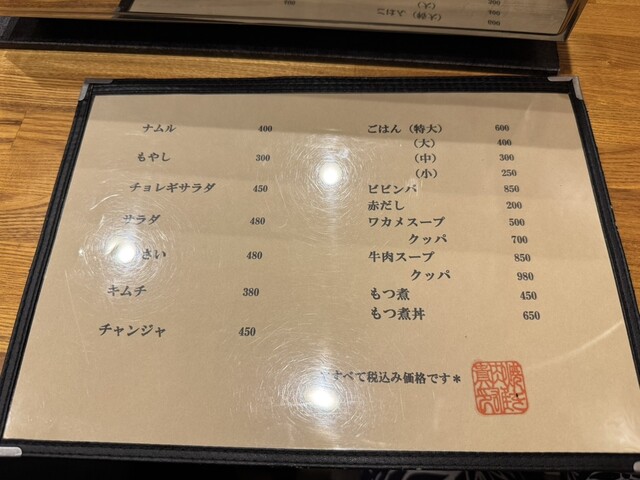 ナムル 400
もやし 300
チョレギサラダ 450
サラダ 480
さい 480
キムチ 380
チャンジャ 450
ごはん（特大） 600
（大） 400
（中） 300
（小） 250
ビビンバ 850
赤だし 200
ワカメスープ 500
クッパ 700
牛肉スープ 850
クッパ 980
もつ煮 450
もつ煮丼 650
すべて税込み価格です＊